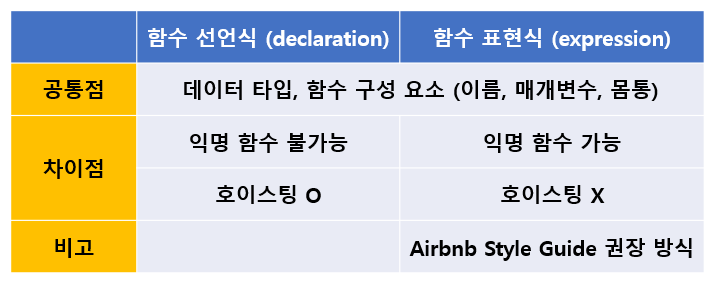 함수 선언식 (declaration) 함수 표현식 (expression)
공통점 데이터 타입, 함수 구성 요소 (이름, 매개변수, 몸통)
차이점 익명 함수 불가능 익명 함수 가능
호이스팅 O 호이스팅 X
비고 Airbnb Style Guide 권장 방식